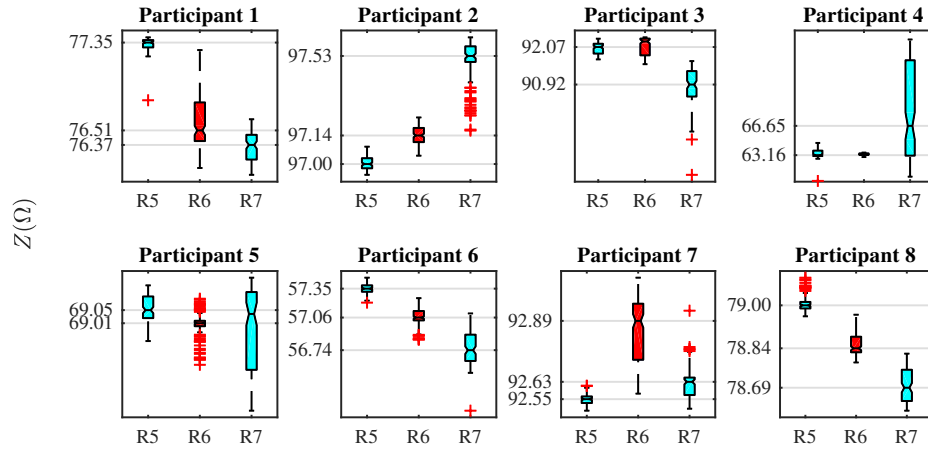 Participant 1
Participant 2
Participant 3
Participant 4
77.35
76.51
76.37
97.53
97.14
97.00
92.07
90.92
66.65
63.16
R5 R6 R7
R5 R6 R7
R5 R6 R7
R5 R6 R7
Z(Ω)
Participant 5
Participant 6
Participant 7
Participant 8
69.05
69.01
57.35
57.06
56.74
92.89
92.63
92.55
79.00
78.84
78.69
R5 R6 R7
R5 R6 R7
R5 R6 R7
R5 R6 R7